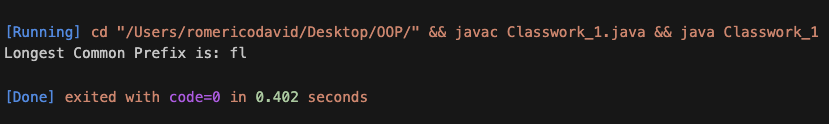 [Running] cd "/Users/romericodavid/Desktop/OOP/" && javac Classwork_1.java && java Classwork_1
Longest Common Prefix is: fl
[Done] exited with code=0 in 0.402 seconds